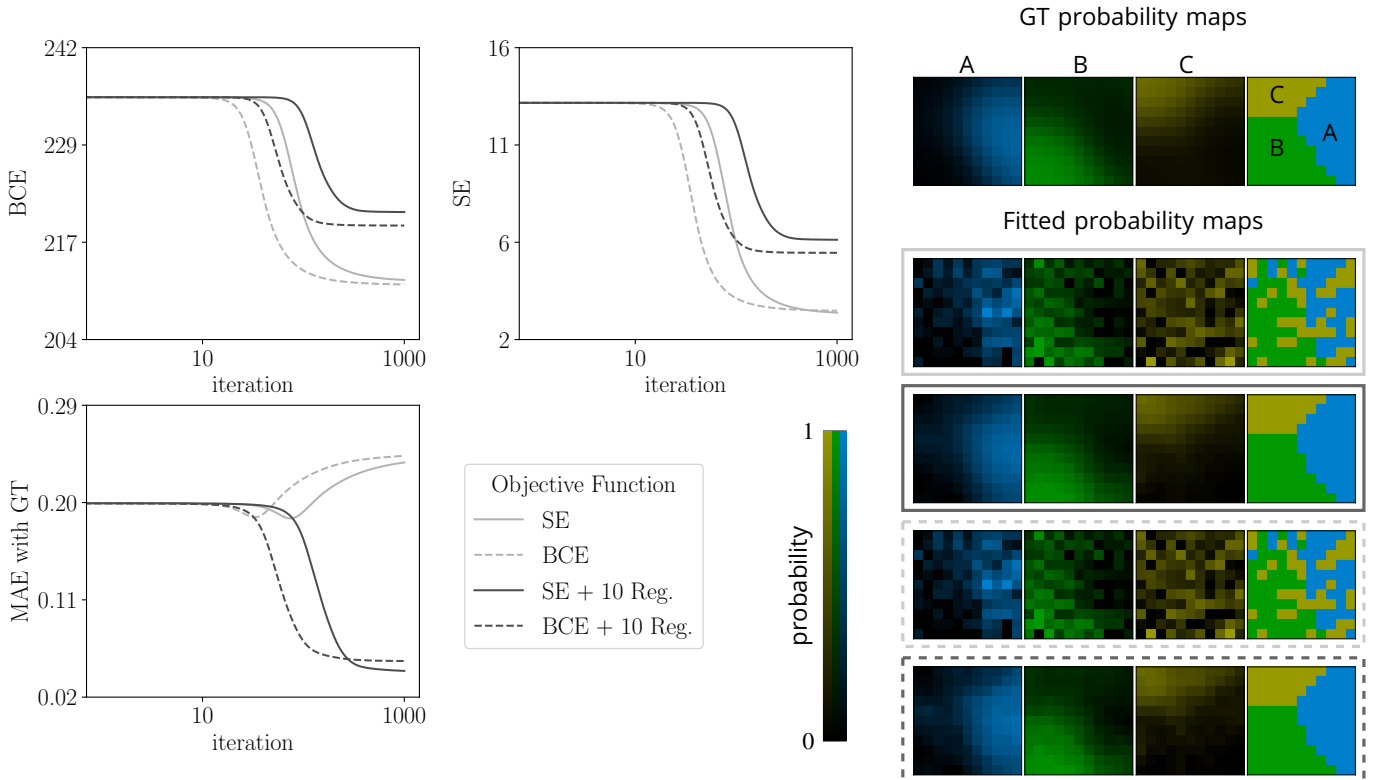 GT probability maps
A
B
C
C
A
B
Fitted probability maps
242
229
217
204
BCE
10
1000
iteration
16
11
6
2
SE
10
1000
iteration
0.29
0.20
0.11
0.02
MAE with GT
10
1000
iteration
Objective Function
SE
BCE
SE + 10 Reg.
BCE + 10 Reg.
1
0
probability